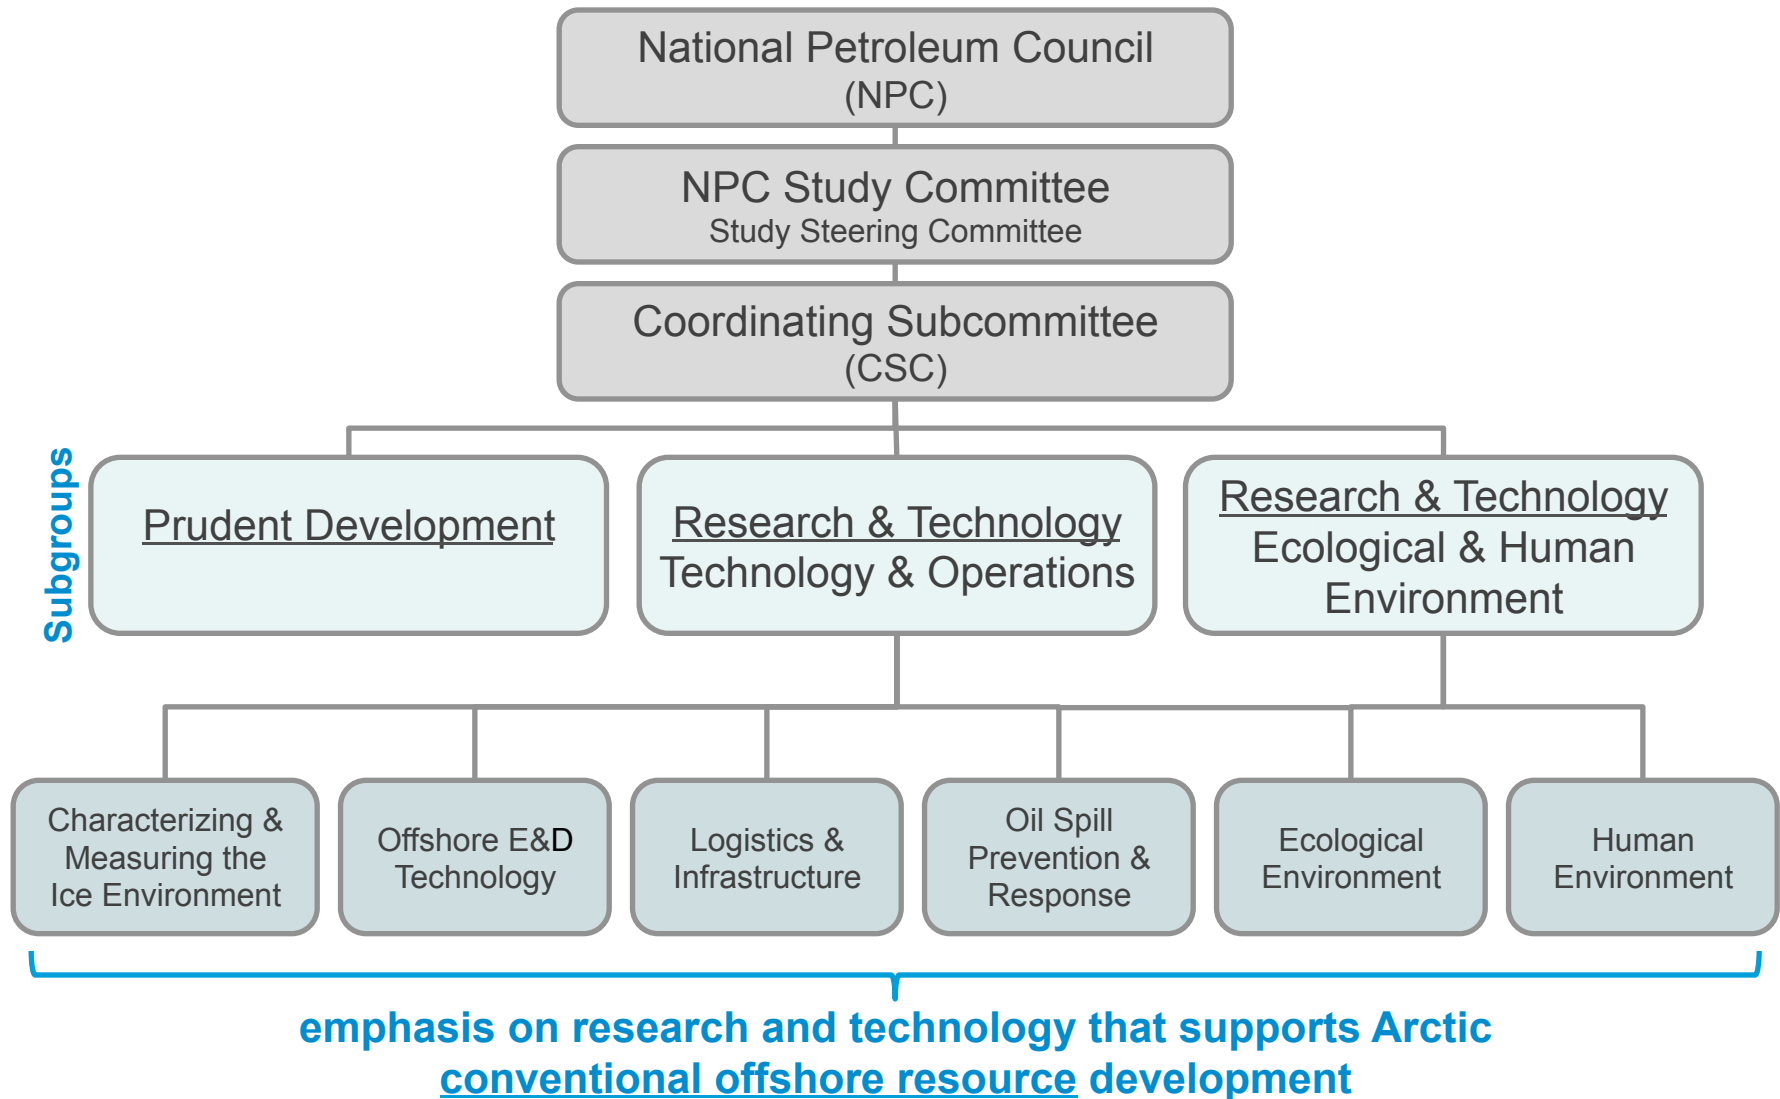 National Petroleum Council
(NPC)
NPC Study Committee
Study Steering Committee
Coordinating Subcommittee
(CSC)
Subgroups
Prudent Development
Research & Technology
Technology & Operations
Research & Technology
Ecological & Human
Environment
Characterizing &
Measuring the
Ice Environment
Offshore E&D
Technology
Logistics &
Infrastructure
Oil Spill
Prevention &
Response
Ecological
Environment
Human
Environment
emphasis on research and technology that supports Arctic
conventional offshore resource development